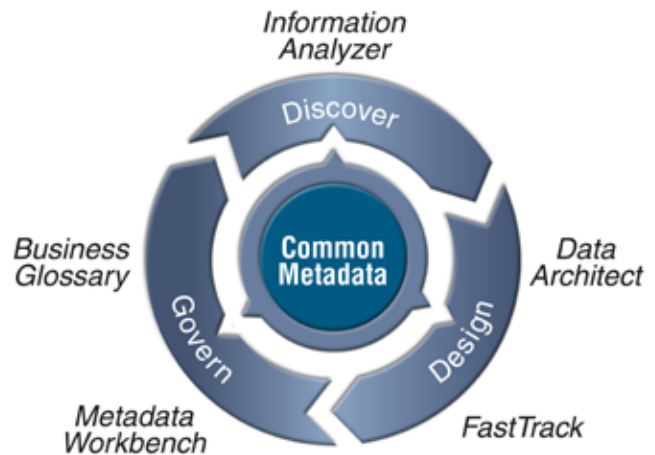 Information
Analyzer
Discover
Business
Glossary
Common
Metadata
Data
Architect
Govern
Design
Metadata
Workbench
FastTrack